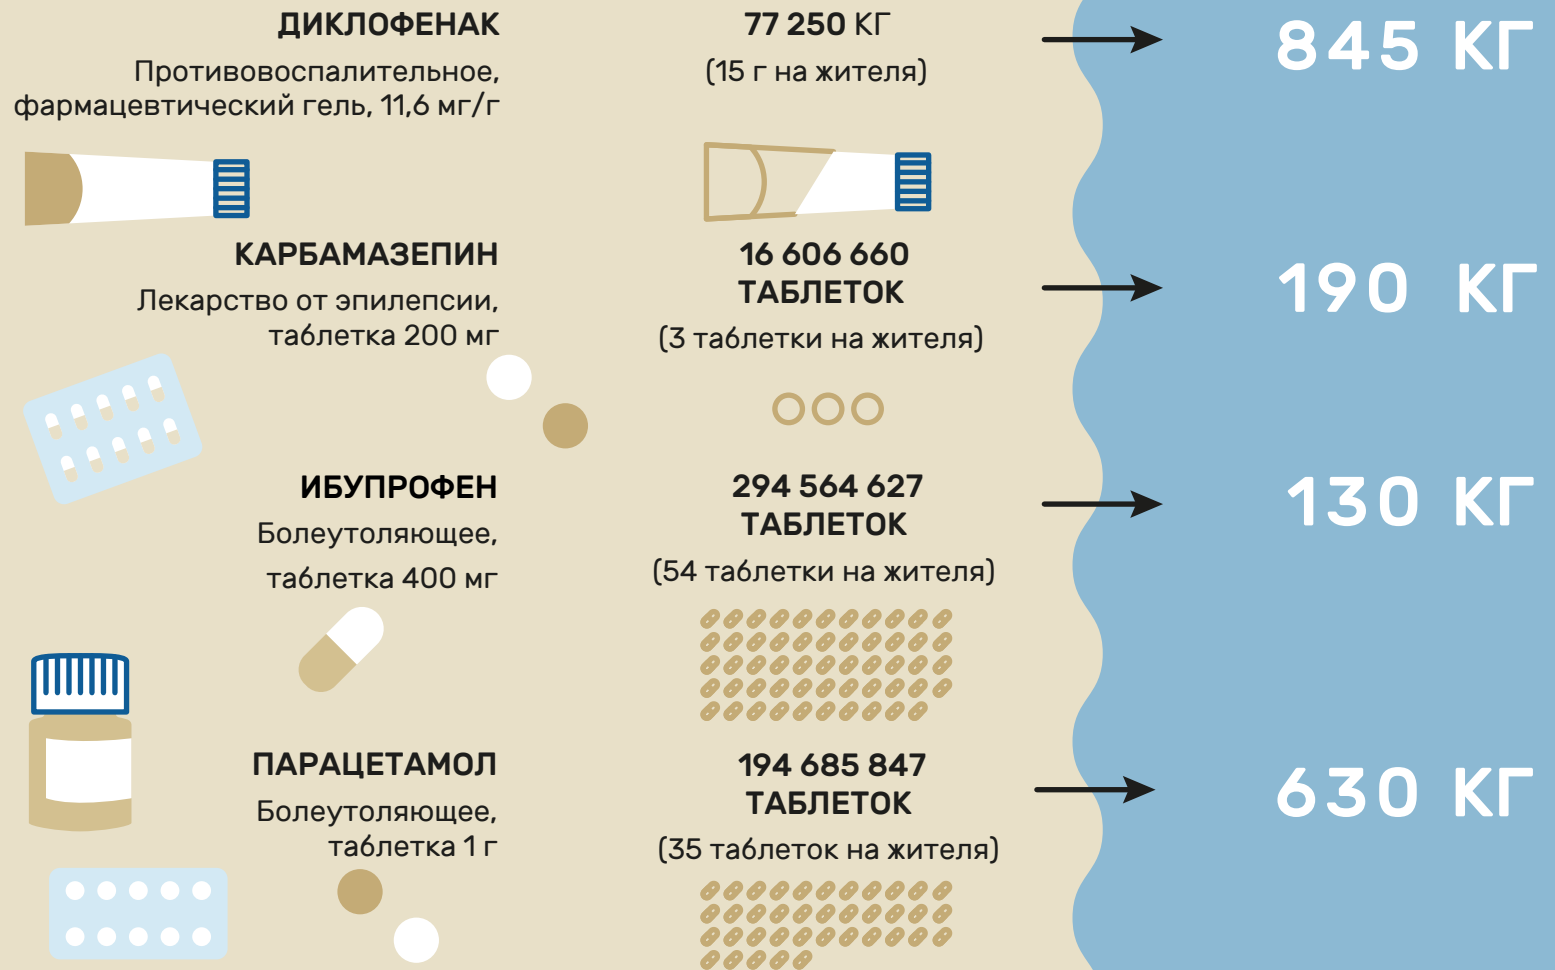 ДИКЛОФЕНАК
Противовоспалительное,
фармацевтический гель, 11,6 мг/г
77 250 КГ
(15 г на жителя)
845 КГ
КАРБАМАЗЕПИН
Лекарство от эпилепсии,
таблетка 200 мг
16 606 660
ТАБЛЕТОК
(3 таблетки на жителя)
190 КГ
ИБУПРОФЕН
Болеутоляющее,
таблетка 400 мг
294 564 627
ТАБЛЕТОК
(54 таблетки на жителя)
130 КГ
ПАРАЦЕТАМОЛ
Болеутоляющее,
таблетка 1 г
194 685 847
ТАБЛЕТОК
(35 таблеток на жителя)
630 КГ